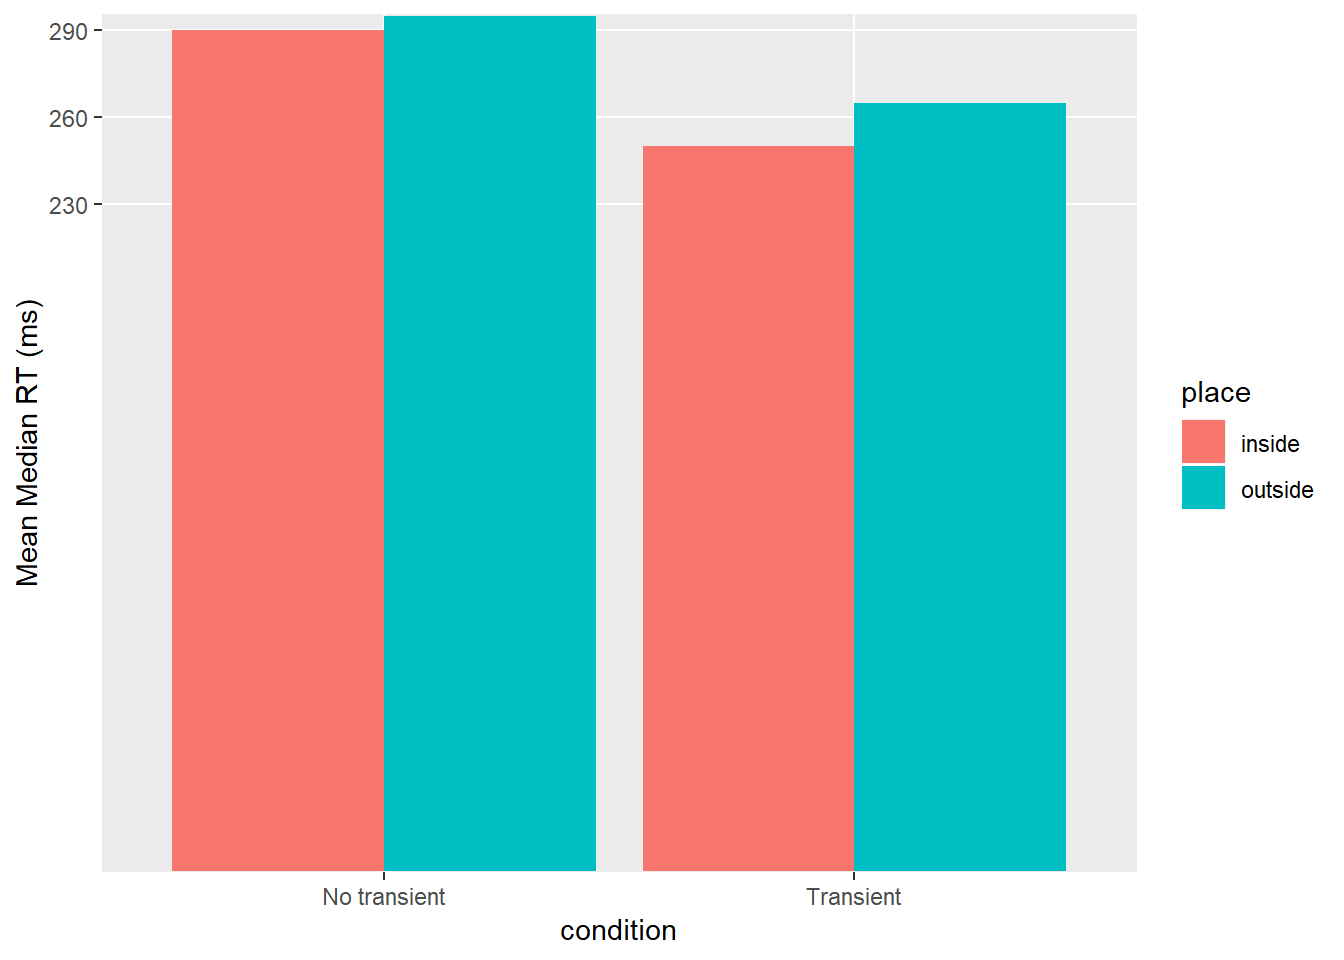 290
260
230
Mean Median RT (ms)
No transient
Transient
condition
place
inside
outside